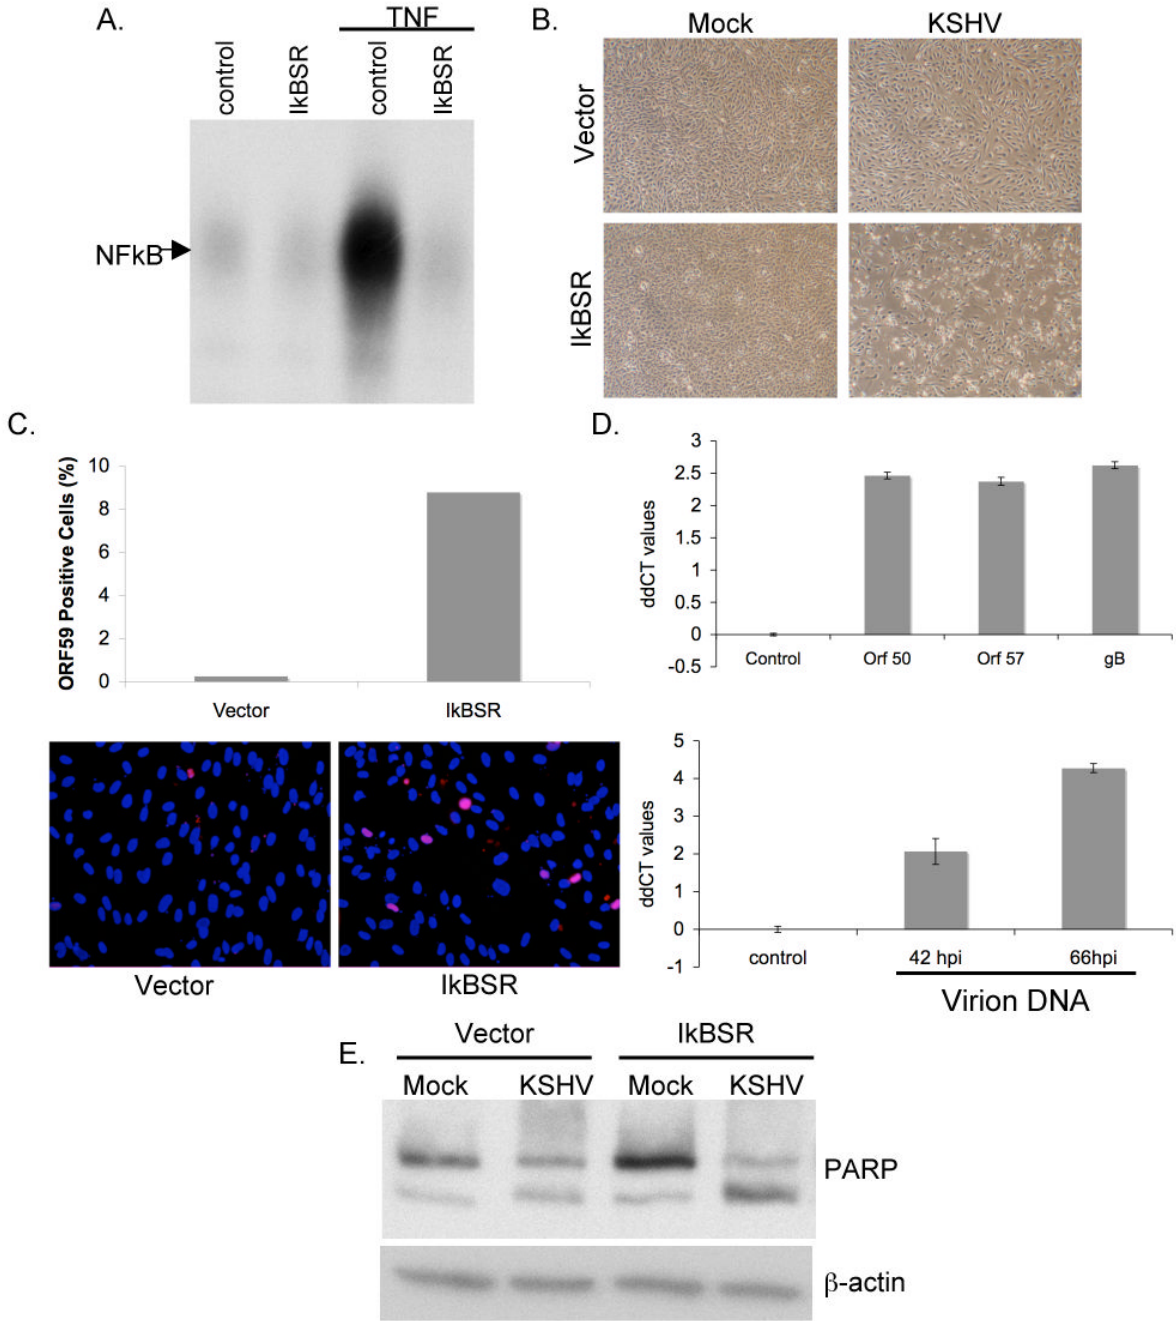 A.
TNF
control
IkBSR
control
IkBSR
NFkB
B.
Mock
KSHV
Vector
IkBSR
C.
ORF59 Positive Cells (%)
10
8
6
4
2
0
Vector
IkBSR
Vector
IkBSR
D.
ddCT values
3
2.5
2
1.5
1
0.5
0
-0.5
Control
Orf 50
Orf 57
gB
ddCT values
5
4
3
2
1
0
-1
control
42 hpi
66hpi
Virion DNA
E.
Vector
IkBSR
Mock
KSHV
Mock
KSHV
PARP
β-actin